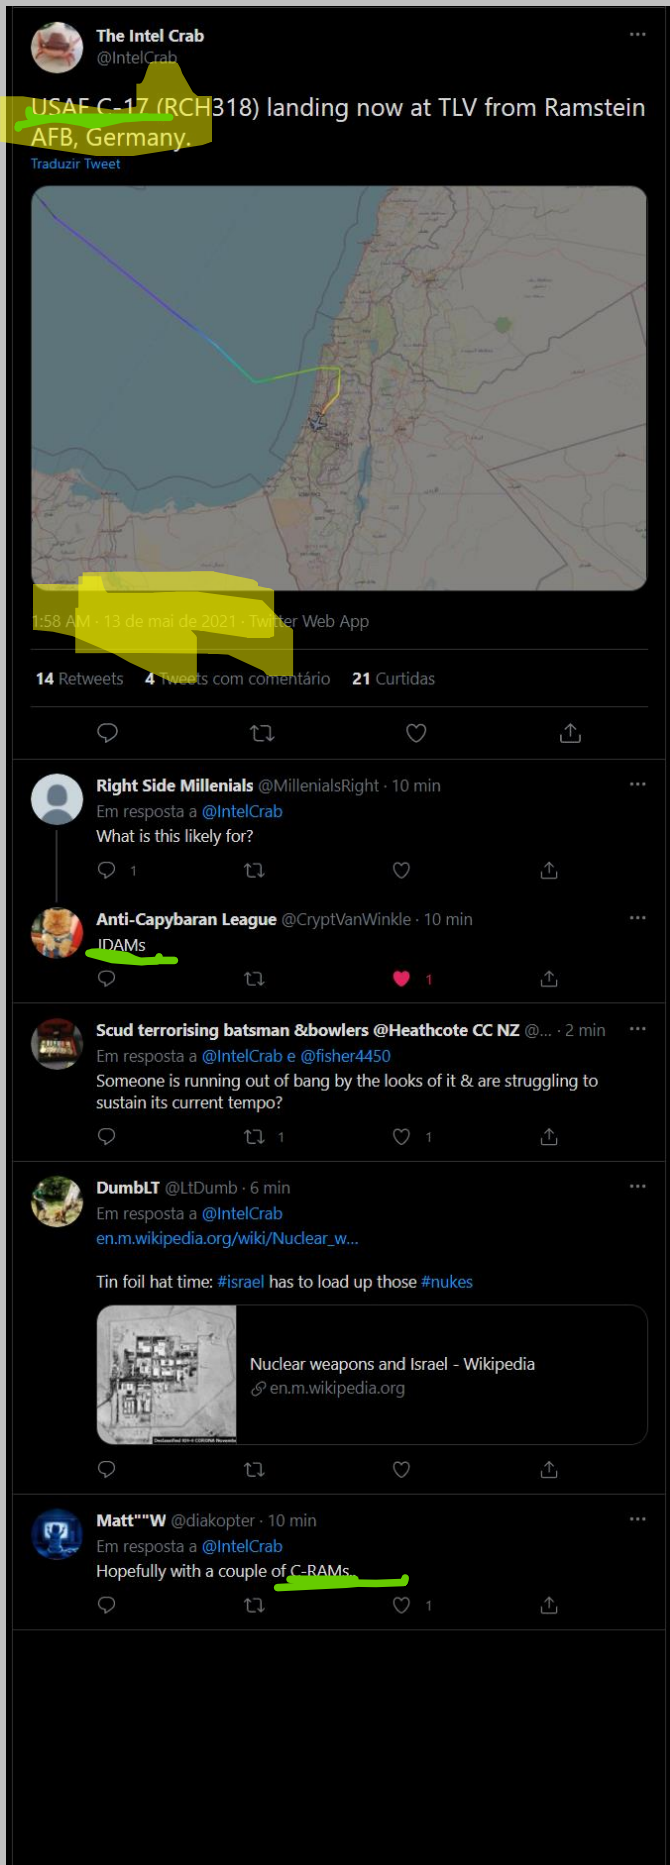 The Intel Crab
@IntelCrab
USAF C-17 (RCH318) landing now at TLV from Ramstein
AFB, Germany.
Traduzir Tweet
1:58 AM · 13 de mai de 2021 · Twitter Web App
14 Retweets 4 Tweets com comentário 21 Curtidas
Right Side Millenials @MillenialsRight · 10 min
Em resposta a @IntelCrab
What is this likely for?
1
Anti-Capybaran League @CryptVanWinkle · 10 min
JDAMs
1
Scud terrorising batsman &bowlers @Heathcote CC NZ @... · 2 min
Em resposta a @IntelCrab e @fisher4450
Someone is running out of bang by the looks of it & are struggling to
sustain its current tempo?
1 1
DumbLT @LtDumb · 6 min
Em resposta a @IntelCrab
en.m.wikipedia.org/wiki/Nuclear_w...
Tin foil hat time: #israel has to load up those #nukes
Nuclear weapons and Israel - Wikipedia
en.m.wikipedia.org
Matt""W @diakopter · 10 min
Em resposta a @IntelCrab
Hopefully with a couple of C-RAMs..
1